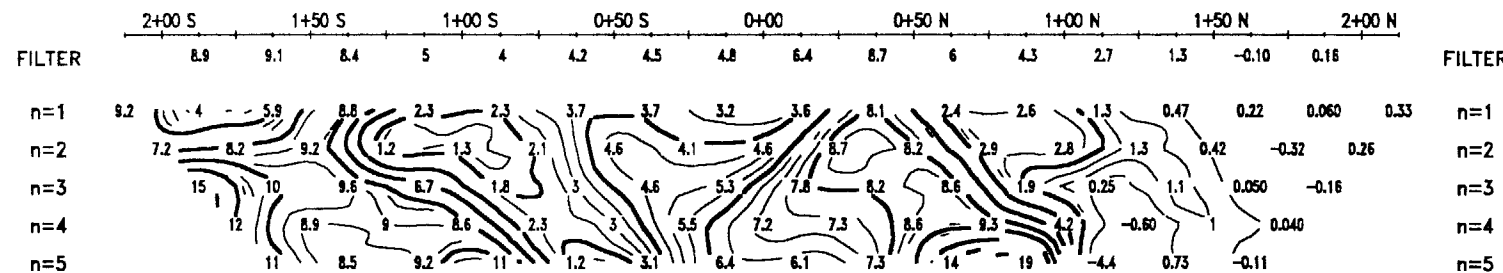 2+00 S 1+50 S 1+00 S 0+50 S 0+00 0+50 N 1+00 N 1+50 N 2+00 N
FILTER 8.9 9.1 8.4 5 4 4.2 4.5 4.8 6.4 8.7 6 4.3 2.7 1.3 -0.10 0.16 FILTER
n=1 9.2 4 5.9 8.8 2.3 2.3 3.7 3.7 3.2 3.6 8.1 2.4 2.6 1.3 0.47 0.22 0.060 0.33 n=1
n=2 7.2 8.2 9.2 1.2 1.3 2.1 4.6 4.1 4.6 8.7 8.2 2.9 2.8 1.3 0.42 -0.32 0.26 n=2
n=3 15 10 9.6 6.7 1.8 3 4.6 5.3 7.8 8.2 8.6 1.9 0.25 1.1 0.050 -0.16 n=3
n=4 12 8.9 9 8.6 2.3 3 5.5 7.2 7.3 8.6 9.3 4.2 -0.60 1 0.040 n=4
n=5 11 8.5 9.2 11 1.2 3.1 6.4 6.1 7.3 14 19 -4.4 0.73 -0.11 n=5